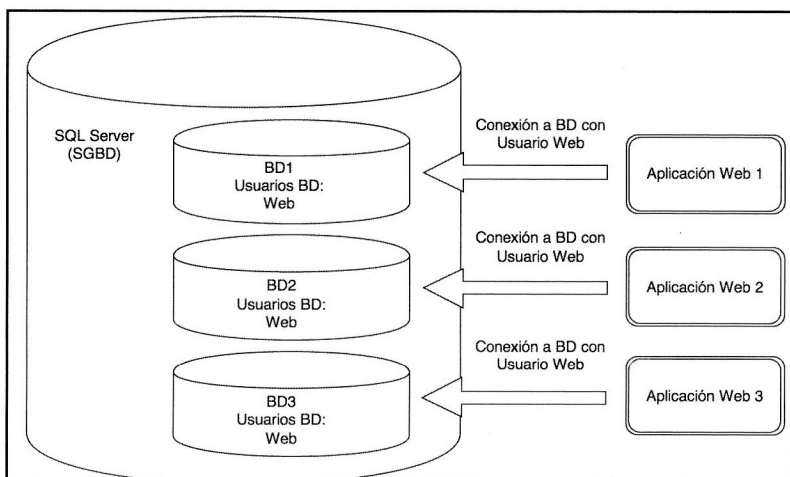 SQL Server
(SGBD)
BD1
Usuarios BD:
Web
Conexión a BD con
Usuario Web
Aplicación Web 1
BD2
Usuarios BD:
Web
Conexión a BD con
Usuario Web
Aplicación Web 2
BD3
Usuarios BD:
Web
Conexión a BD con
Usuario Web
Aplicación Web 3